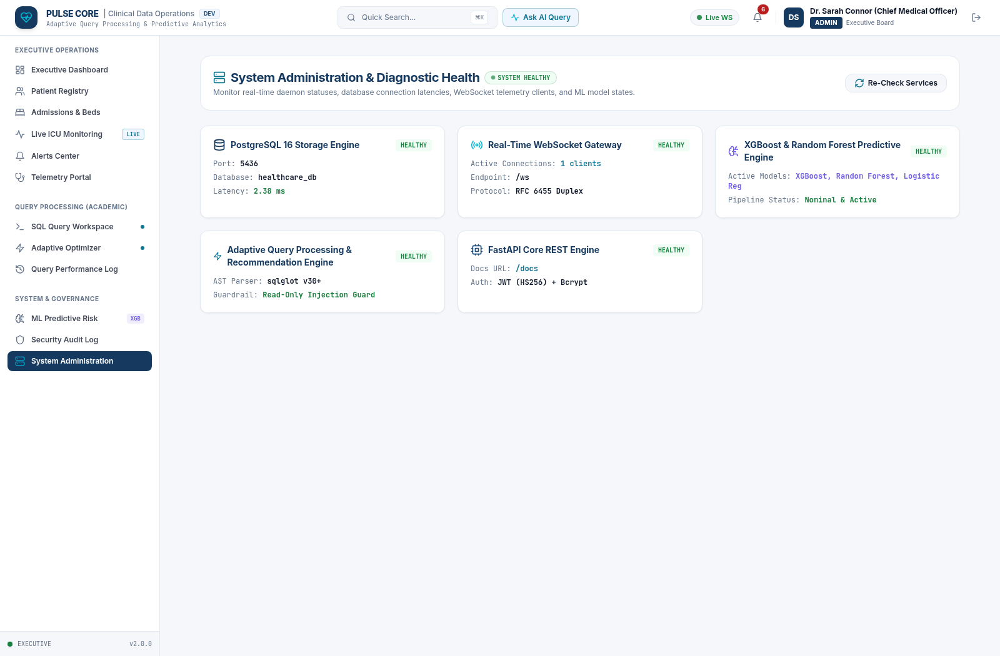 PULSE CORE | Clinical Data Operations DEV
Adaptive Query Processing & Predictive Analytics
Quick Search... ⌘K
Ask AI Query
Live WS
6
DS
Dr. Sarah Connor (Chief Medical Officer)
ADMIN Executive Board
EXECUTIVE OPERATIONS
Executive Dashboard
Patient Registry
Admissions & Beds
Live ICU Monitoring LIVE
Alerts Center
Telemetry Portal
QUERY PROCESSING (ACADEMIC)
SQL Query Workspace
Adaptive Optimizer
Query Performance Log
SYSTEM & GOVERNANCE
ML Predictive Risk XGB
Security Audit Log
System Administration
EXECUTIVE v2.0.0
System Administration & Diagnostic Health SYSTEM HEALTHY
Monitor real-time daemon statuses, database connection latencies, WebSocket telemetry clients, and ML model states.
Re-Check Services
PostgreSQL 16 Storage Engine HEALTHY
Port: 5436
Database: healthcare_db
Latency: 2.38 ms
Real-Time WebSocket Gateway HEALTHY
Active Connections: 1 clients
Endpoint: /ws
Protocol: RFC 6455 Duplex
XGBoost & Random Forest Predictive
Engine
HEALTHY
Active Models: XGBoost, Random Forest, Logistic
Reg
Pipeline Status: Nominal & Active
Adaptive Query Processing &
Recommendation Engine
HEALTHY
AST Parser: sqlglot v30+
Guardrail: Read-Only Injection Guard
FastAPI Core REST Engine HEALTHY
Docs URL: /docs
Auth: JWT (HS256) + Bcrypt